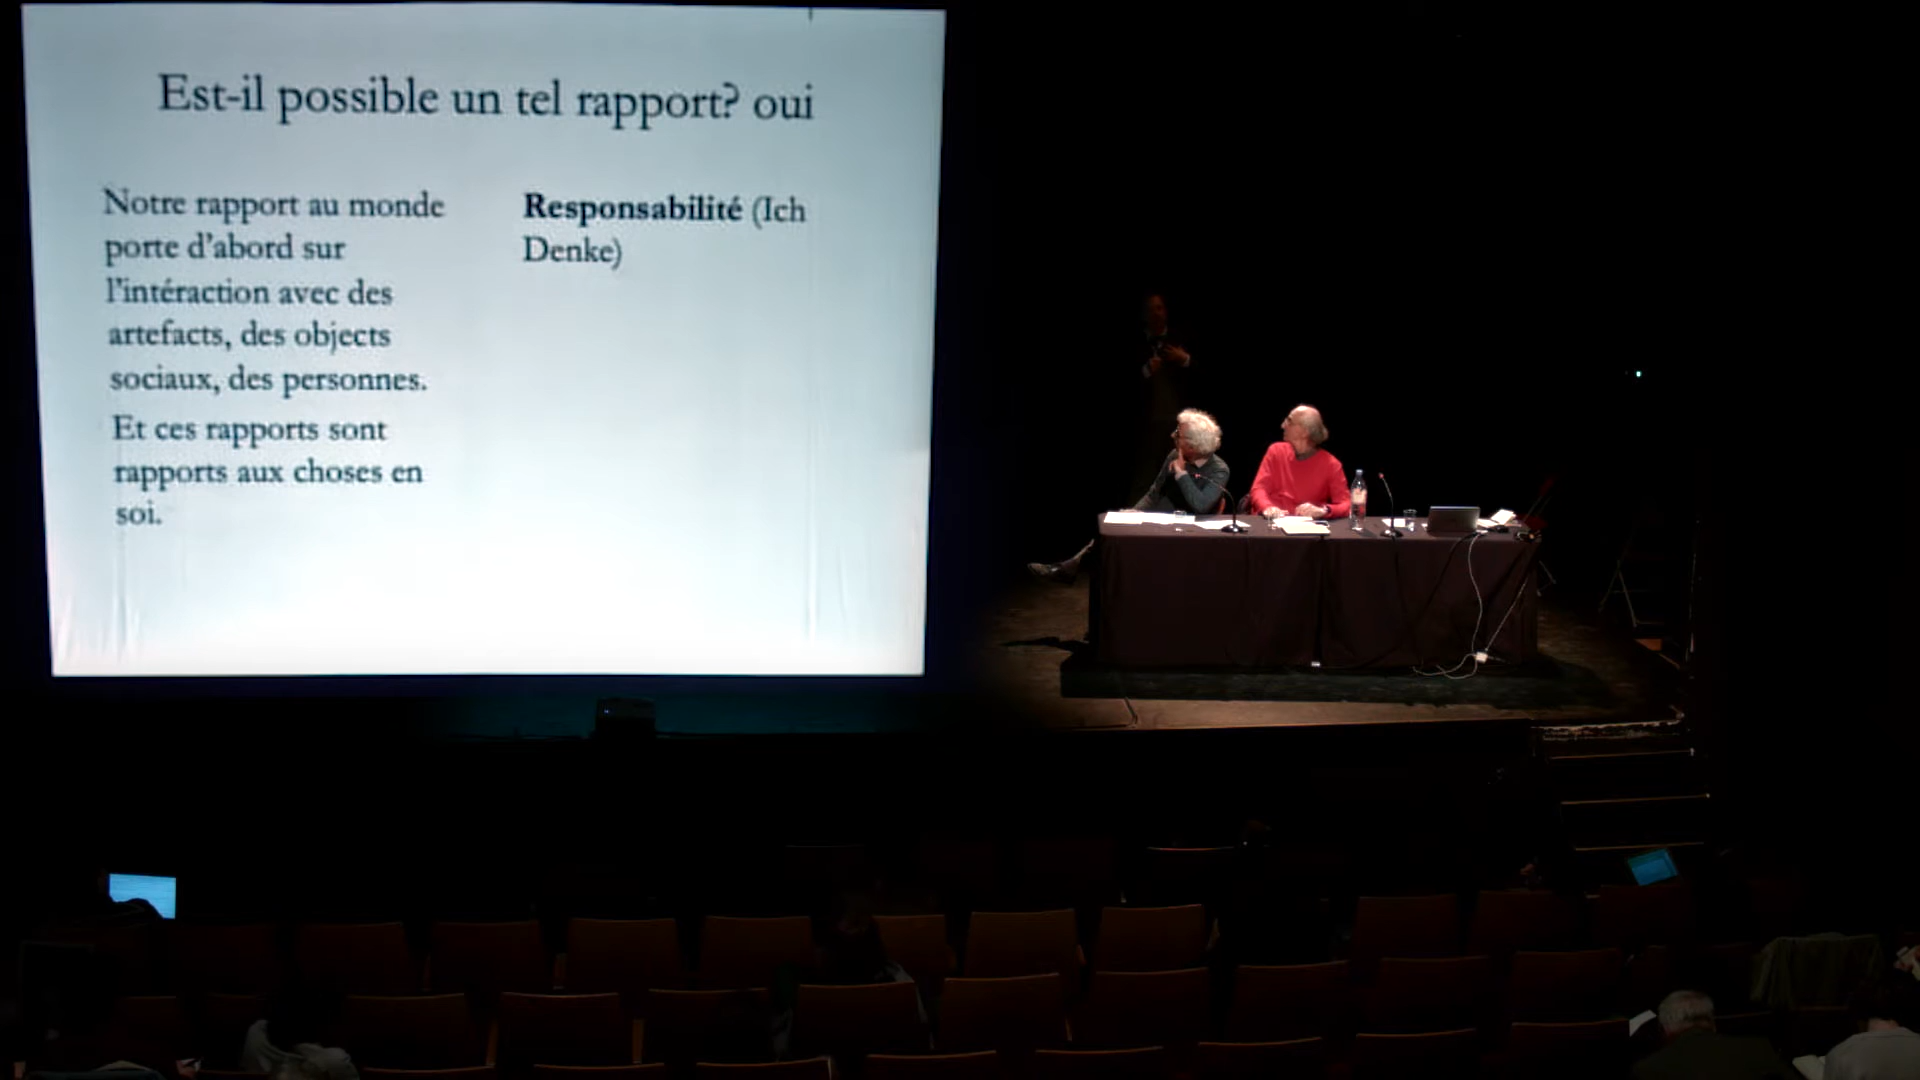 Est-il possible un tel rapport? oui
Notre rapport au monde
porte d'abord sur
l'intéraction avec des
artefacts, des objects
sociaux, des personnes.
Et ces rapports sont
rapports aux choses en
soi.
Responsabilité (Ich
Denke)